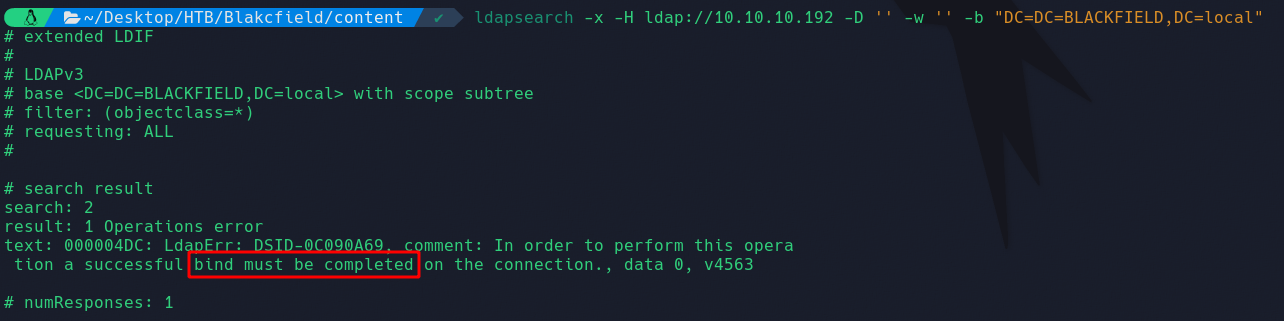 ~/Desktop/HTB/Blakcfield/content ✔ ldapsearch -x -H ldap://10.10.10.192 -D '' -w '' -b "DC=DC=BLACKFIELD,DC=local"
# extended LDIF
#
# LDAPv3
# base <DC=DC=BLACKFIELD,DC=local> with scope subtree
# filter: (objectclass=*)
# requesting: ALL
#
# search result
search: 2
result: 1 Operations error
text: 000004DC: LdapErr: DSID-0C090A69, comment: In order to perform this opera
 tion a successful bind must be completed on the connection., data 0, v4563
# numResponses: 1